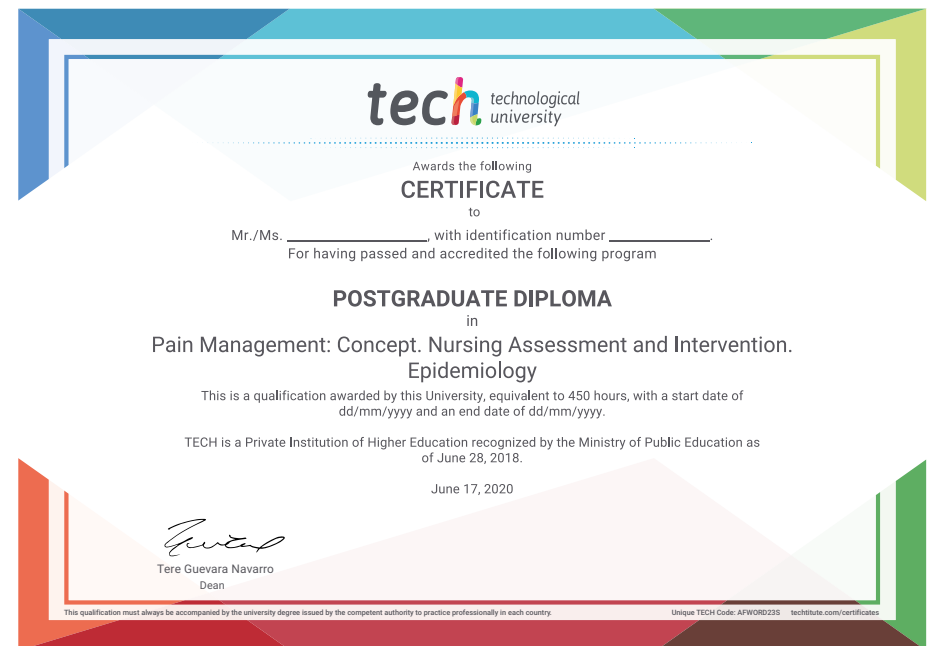 tech technological
university
Awards the following
CERTIFICATE
to
Mr./Ms. ____________, with identification number ____________.
For having passed and accredited the following program
POSTGRADUATE DIPLOMA
in
Pain Management: Concept. Nursing Assessment and Intervention.
Epidemiology
This is a qualification awarded by this University, equivalent to 450 hours, with a start date of
dd/mm/yyyy and an end date of dd/mm/yyyy.
TECH is a Private Institution of Higher Education recognized by the Ministry of Public Education as
of June 28, 2018.
June 17, 2020
Tere Guevara Navarro
Dean
This qualification must always be accompanied by the university degree issued by the competent authority to practice professionally in each country.
Unique TECH Code: AFWORD23S techtitute.com/certificates